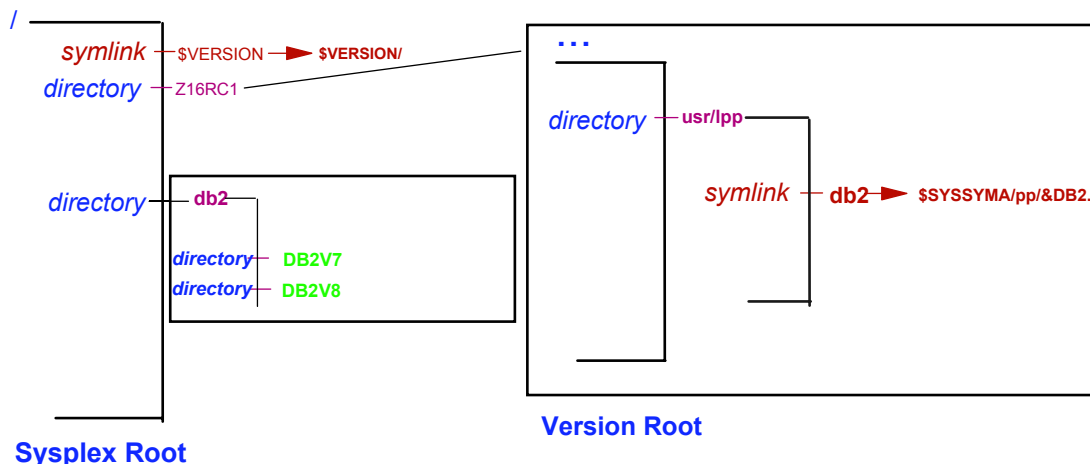 /
symlink $VERSION $VERSION/
directory Z16RC1
directory db2
directory DB2V7
directory DB2V8
Sysplex Root
...
directory usr/lpp
symlink db2 $SYSSYMA/pp/&DB2.
Version Root